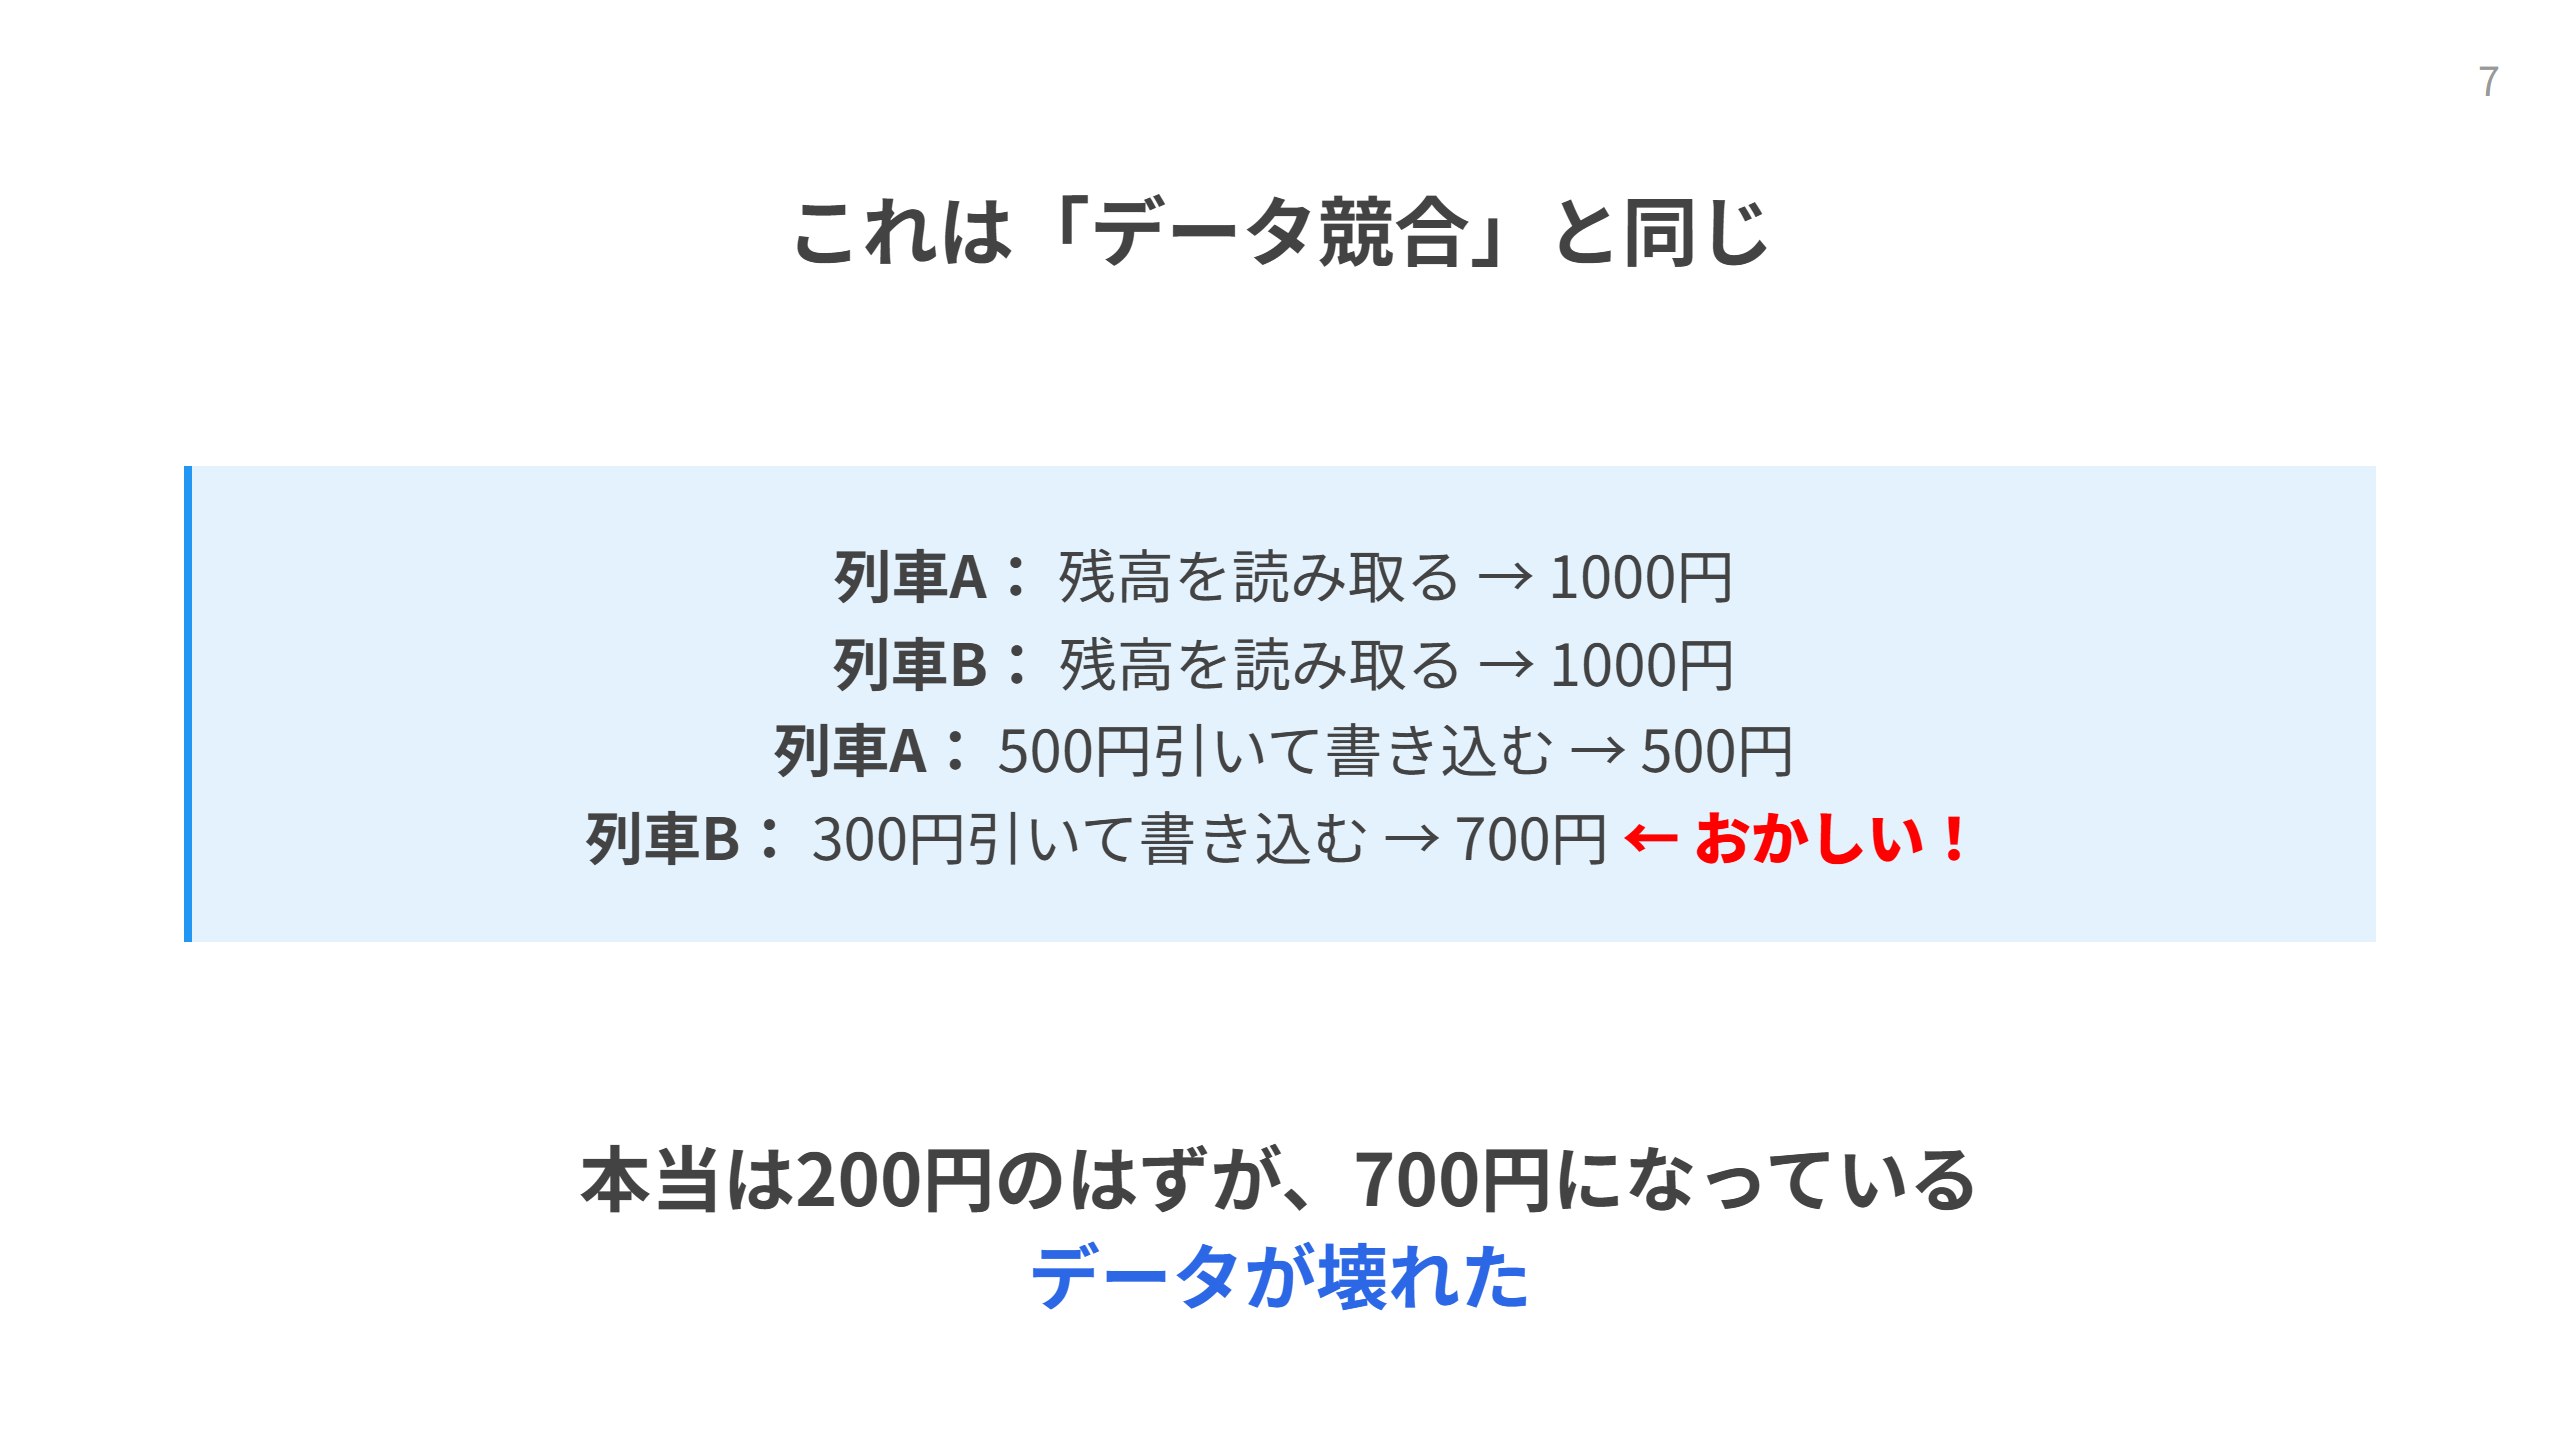 7
これは「データ競合」と同じ
列車A： 残高を読み取る → 1000円
列車B： 残高を読み取る → 1000円
列車A： 500円引いて書き込む → 500円
列車B： 300円引いて書き込む → 700円 ← おかしい！
本当は200円のはずが、700円になっている
データが壊れた